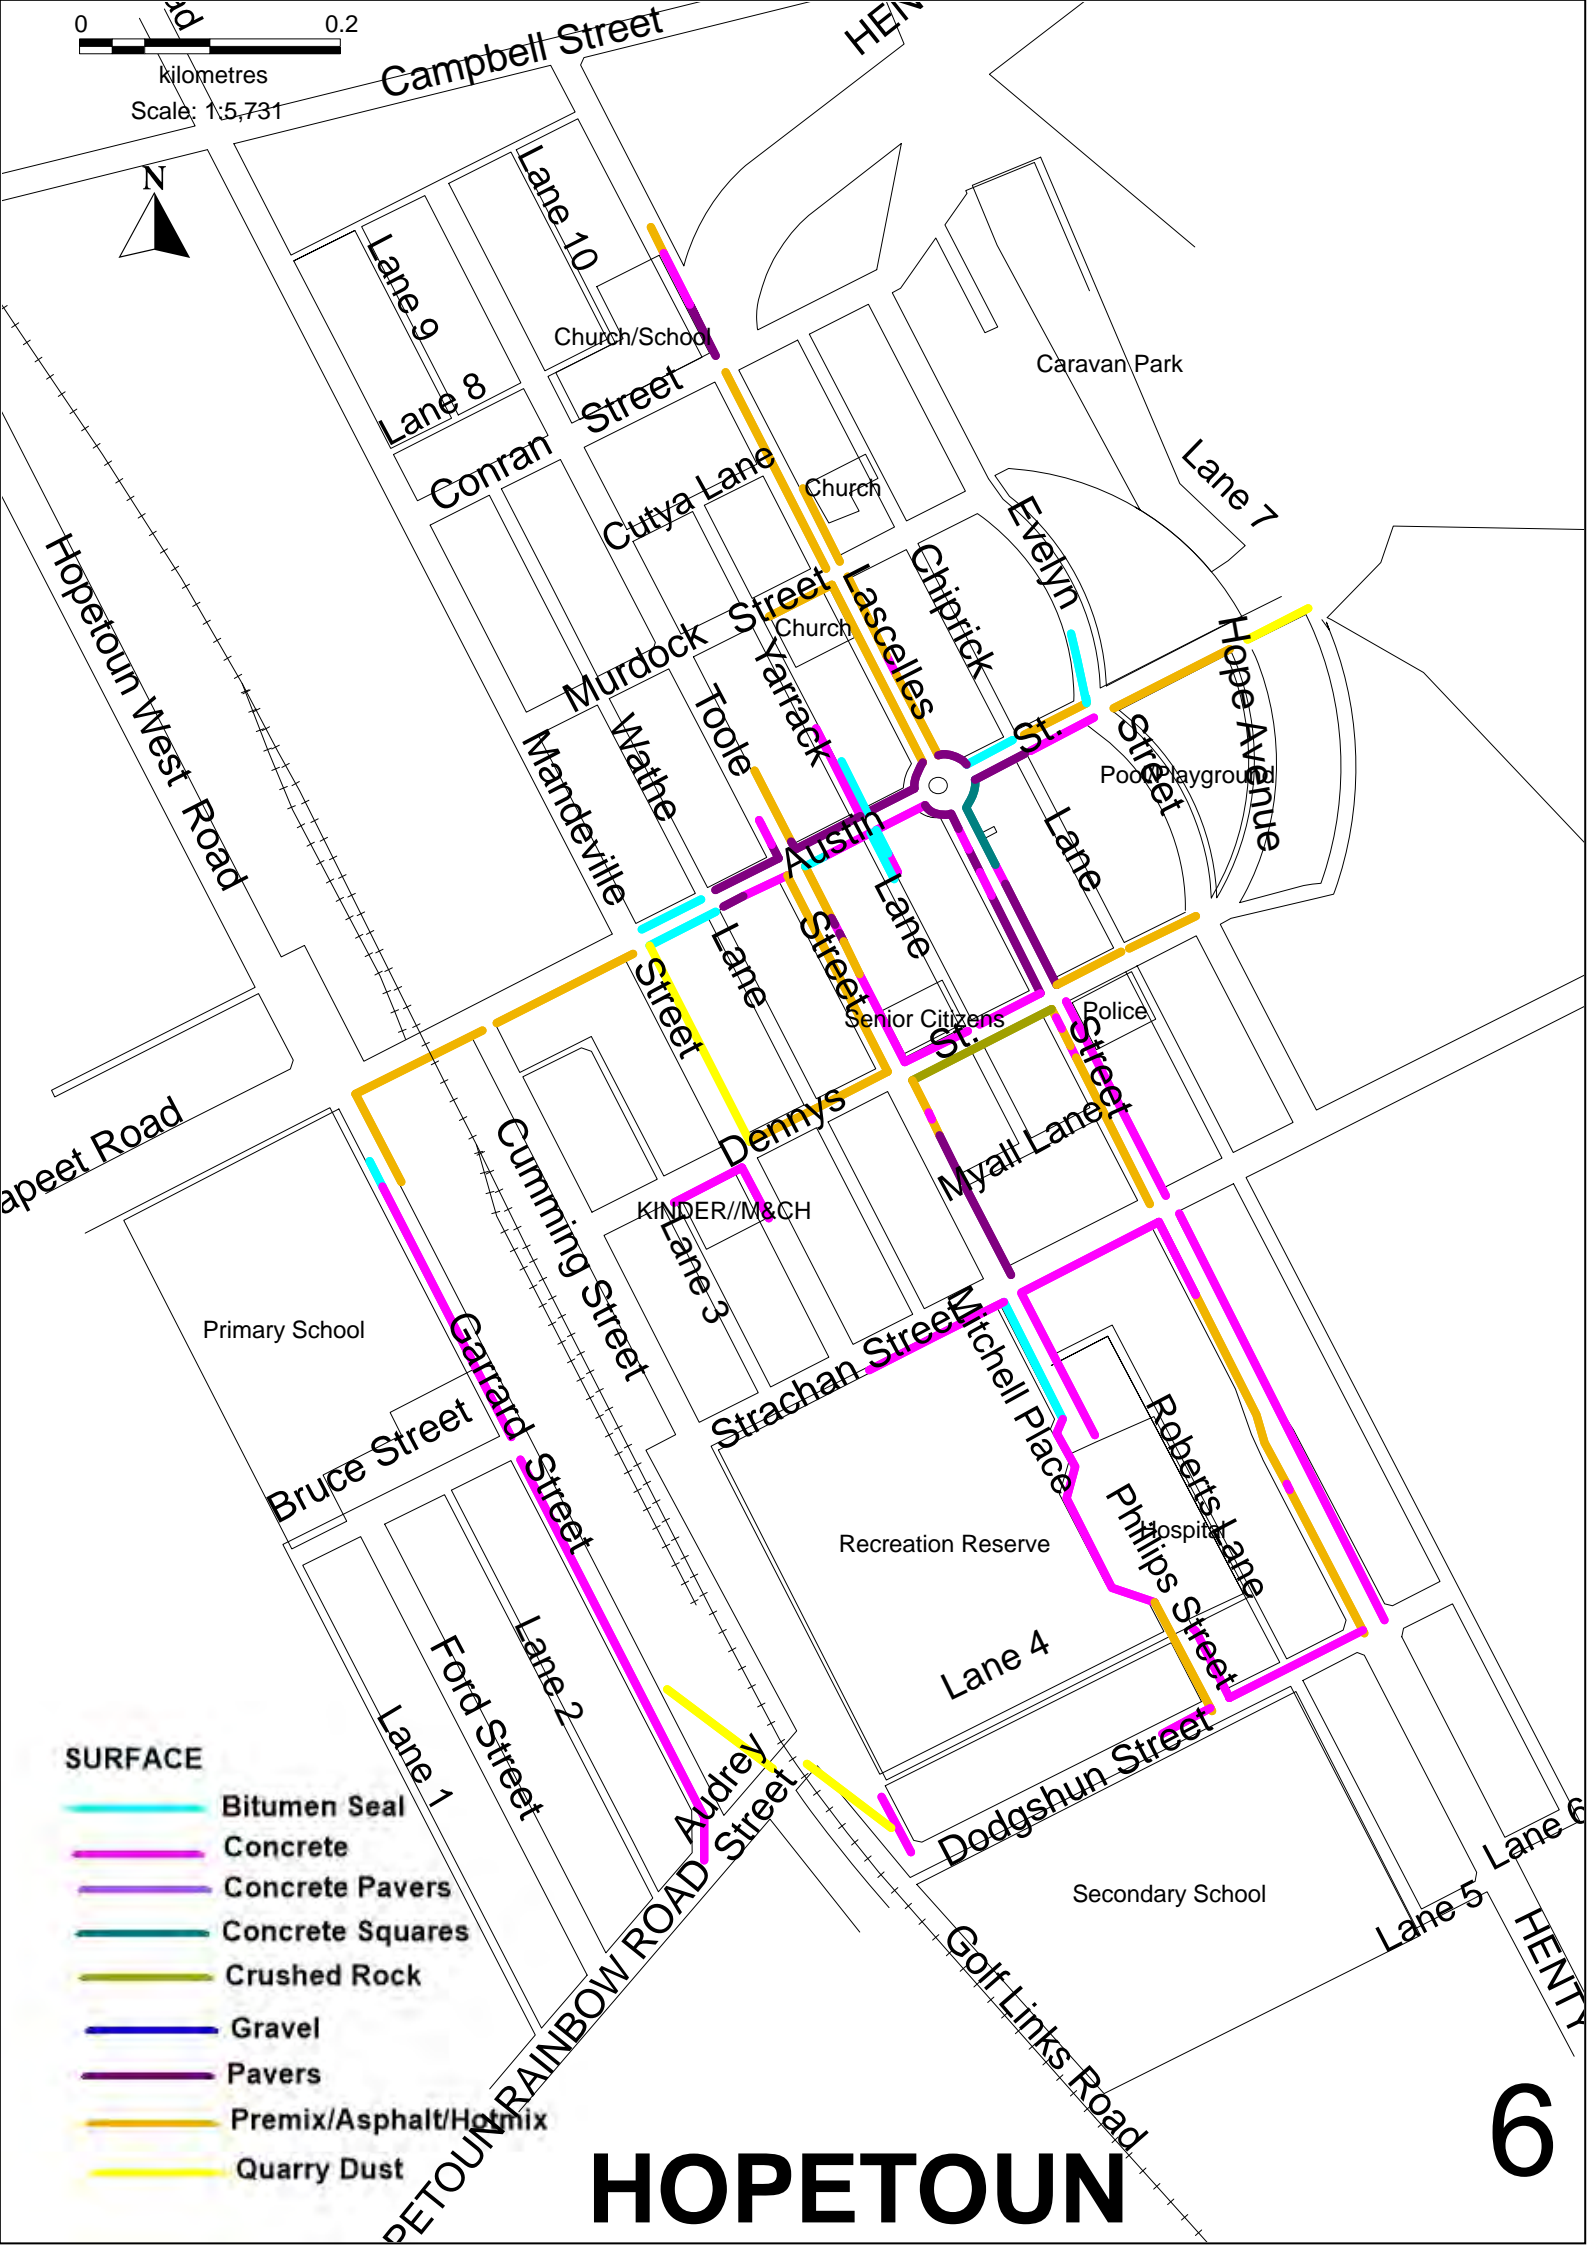 0 0.2
kilometres
Scale: 1:5,731
ad
Campbell Street
HEN
N
Lane 10
Lane 9
Church/School
Caravan Park
Lane 8
Conran Street
Cutya Lane
Church
Lane 7
Evelyn
Hopetoun West Road
Murdock Street
Lascelles
Chiprick
Church
Yarrack
Toole
Wathe
Mandeville
Hope Avenue
St.
Street
Pool/Playground
Austin
Lane
Lane
Lane
Street
Street
Senior Citizens
St.
Police
Street
Dennys
Myall Lane
apeet Road
Cumming Street
KINDER//M&CH
Lane 3
Primary School
Garrard Street
Strachan Street
Mitchell Place
Bruce Street
Roberts Lane
Phillips Street
Hospital
Recreation Reserve
Lane 4
Lane 2
Ford Street
Lane 1
Audrey Street
Dodgshun Street
Lane 6
Lane 5
Secondary School
HENTY
Golf Links Road
PETOUN RAINBOW ROAD
SURFACE
Bitumen Seal
Concrete
Concrete Pavers
Concrete Squares
Crushed Rock
Gravel
Pavers
Premix/Asphalt/Hotmix
Quarry Dust
HOPETOUN
6